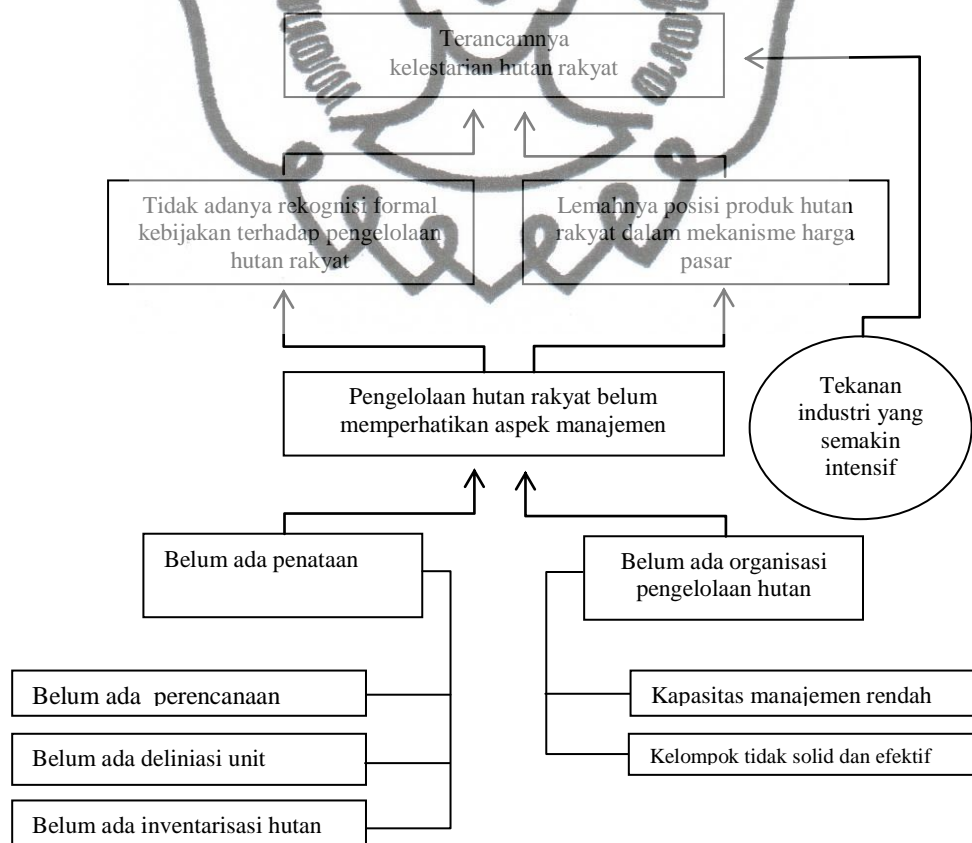 Terancamnya
kelestarian hutan rakyat
Tidak adanya rekognisi formal
kebijakan terhadap pengelolaan
hutan rakyat
Lemahnya posisi produk hutan
rakyat dalam mekanisme harga
pasar
Pengelolaan hutan rakyat belum
memperhatikan aspek manajemen
Tekanan
industri yang
semakin
intensif
Belum ada penataan
Belum ada organisasi
pengelolaan hutan
Belum ada perencanaan
Kapasitas manajemen rendah
Belum ada deliniasi unit
Kelompok tidak solid dan efektif
Belum ada inventarisasi hutan